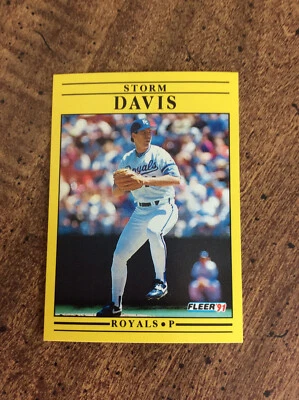 STORM
DAVIS
Royals
FLEER '91
ROYALS • P